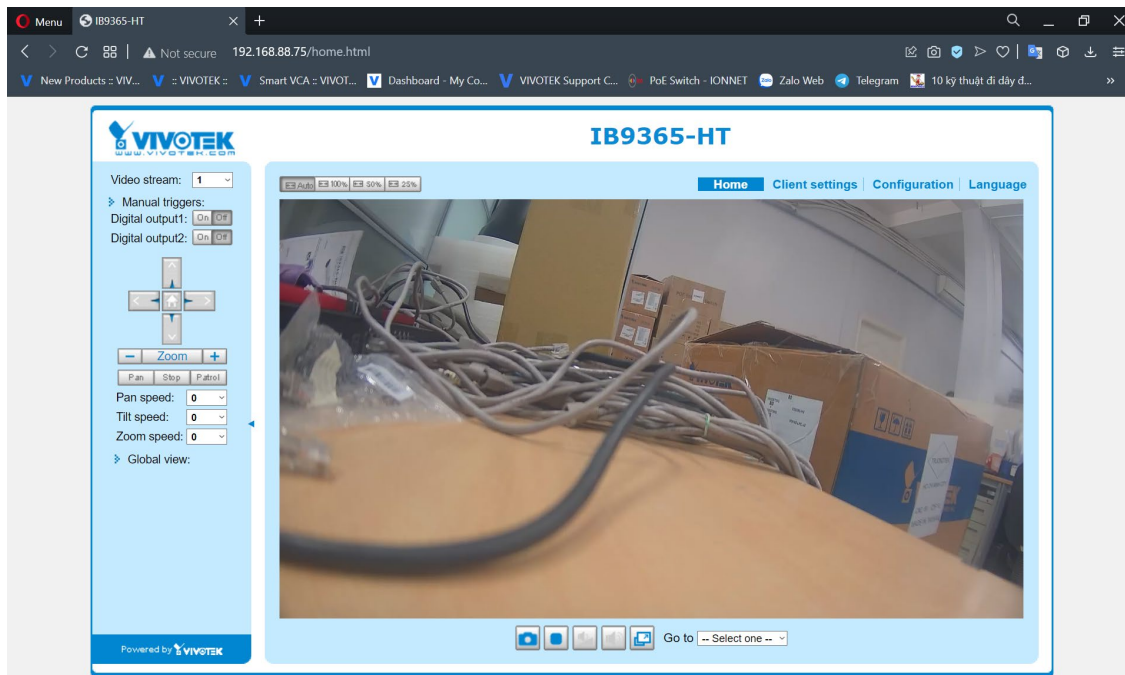 Menu IB9365-HT
Not secure 192.168.88.75/home.html
New Products :: VIV... :: VIVOTEK :: Smart VCA :: VIVOT... Dashboard - My Co... VIVOTEK Support C... PoE Switch - IONNET Zalo Web Telegram 10 kỹ thuật đi dây đ...
VIVOTEK
www.vivotek.com
IB9365-HT
Video stream: 1
Manual triggers:
Digital output1: On Off
Digital output2: On Off
Zoom
Pan Stop Patrol
Pan speed: 0
Tilt speed: 0
Zoom speed: 0
Global view:
Powered by VIVOTEK
Auto 100% 50% 25%
Home Client settings Configuration Language
Go to -- Select one --